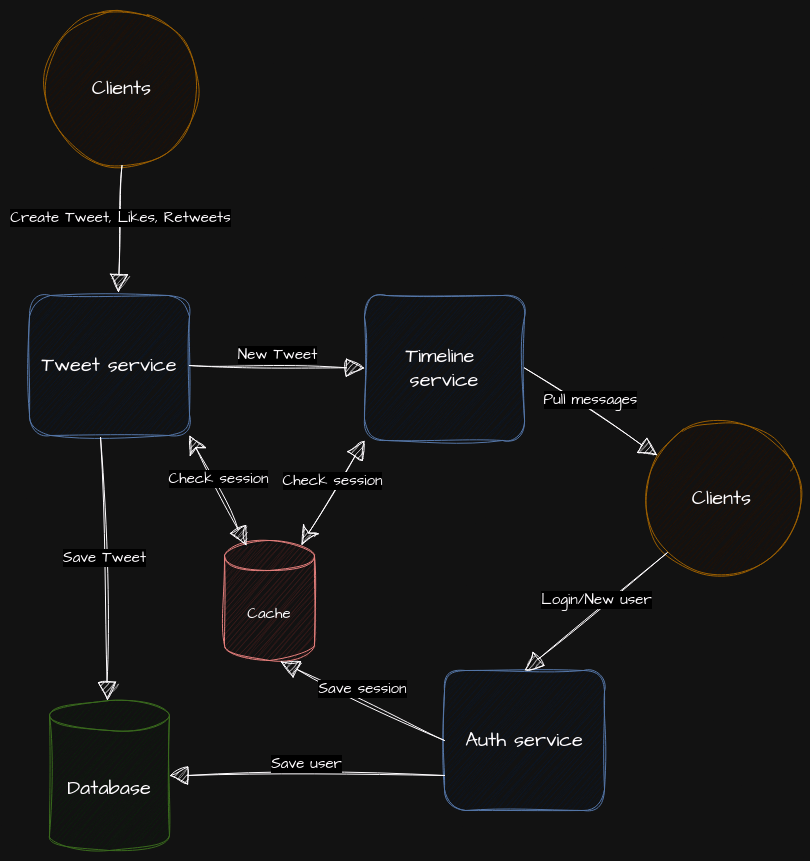 Clients
Create Tweet, Likes, Retweets
Tweet service
New Tweet
Timeline
service
Pull messages
Check session
Check session
Clients
Save Tweet
Cache
Login/New user
Save session
Auth service
Save user
Database